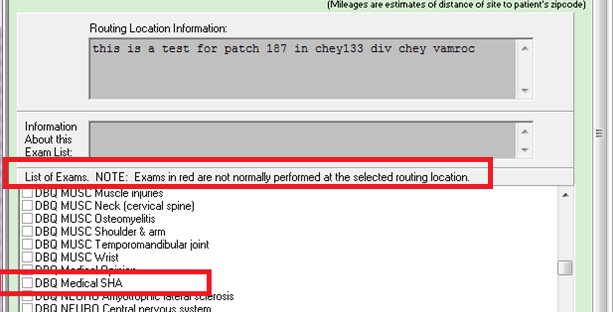 (Mileages are estimates of distance of site to patient's zipcode)
Routing Location Information:
this is a test for patch 187 in chey133 div chey vamroc
Information
About this
Exam List:
List of Exams. NOTE: Exams in red are not normally performed at the selected routing location.
DBQ MUSC Muscle injuries
DBQ MUSC Neck (cervical spine)
DBQ MUSC Osteomyelitis
DBQ MUSC Shoulder & arm
DBQ MUSC Temporomandibular joint
DBQ MUSC Wrist
DBQ Medical Opinion
DBQ Medical SHA
DBQ NEURO Amyotrophic lateral sclerosis
DBQ NEURO Central nervous system